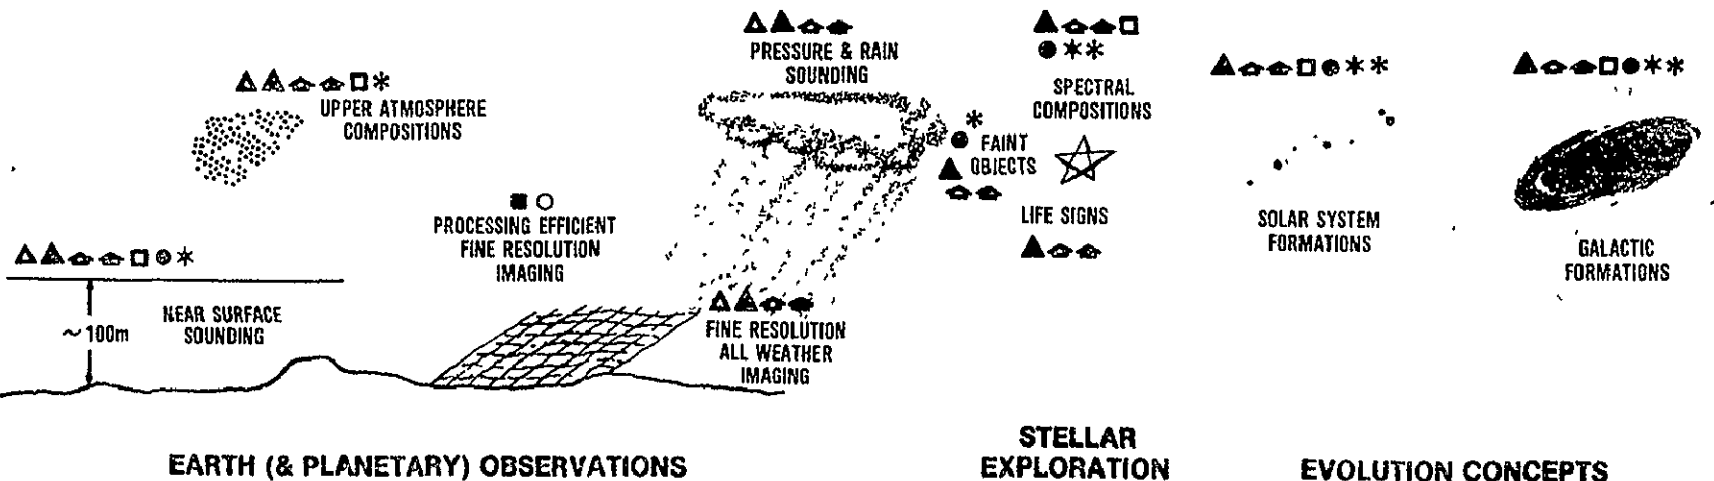 UPPER ATMOSPHERE
COMPOSITIONS
PRESSURE & RAIN
SOUNDING
SPECTRAL
COMPOSITIONS
FAINT
OBJECTS
PROCESSING EFFICIENT
FINE RESOLUTION
IMAGING
LIFE SIGNS
SOLAR SYSTEM
FORMATIONS
GALACTIC
FORMATIONS
NEAR SURFACE
SOUNDING
~100m
FINE RESOLUTION
ALL WEATHER
IMAGING
EARTH (& PLANETARY) OBSERVATIONS
STELLAR
EXPLORATION
EVOLUTION CONCEPTS